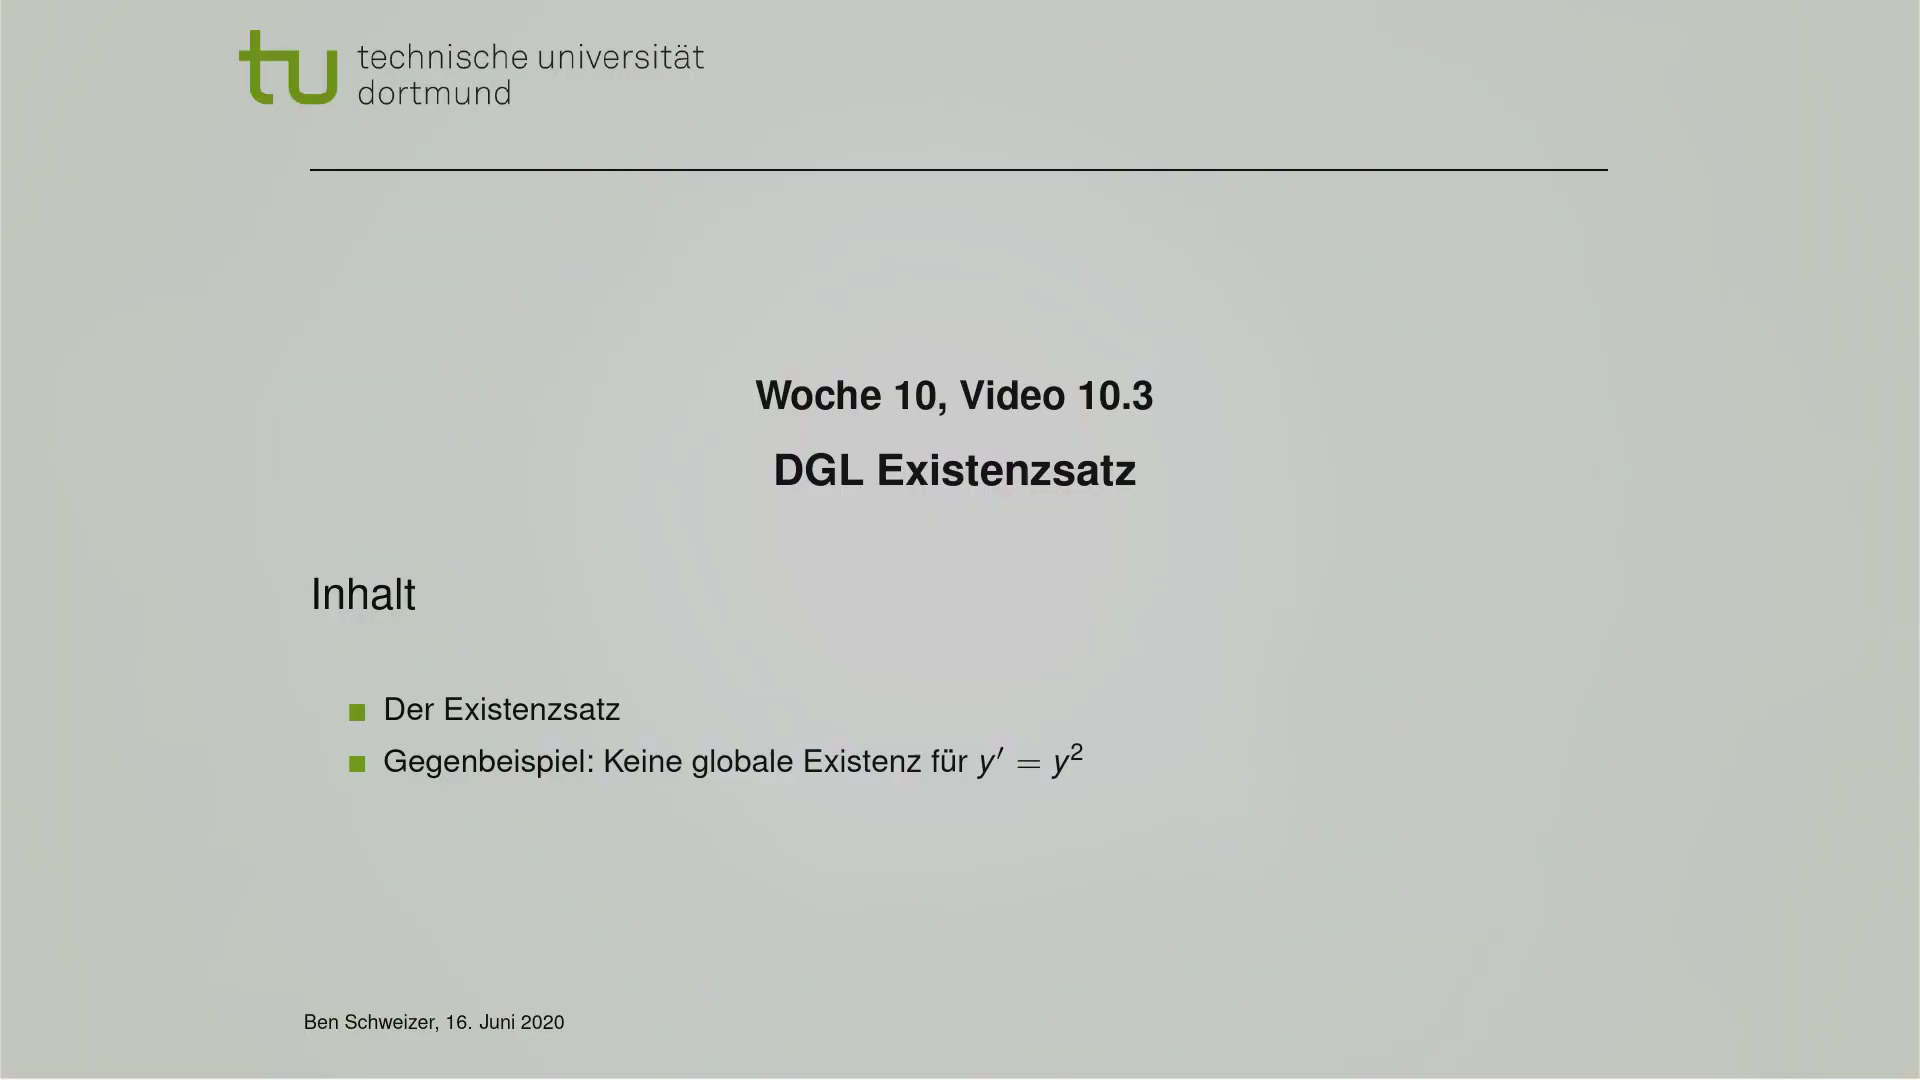 technische universität
dortmund
Woche 10, Video 10.3
DGL Existenzsatz
Inhalt
Der Existenzsatz
Gegenbeispiel: Keine globale Existenz für y′ = y²
Ben Schweizer, 16. Juni 2020